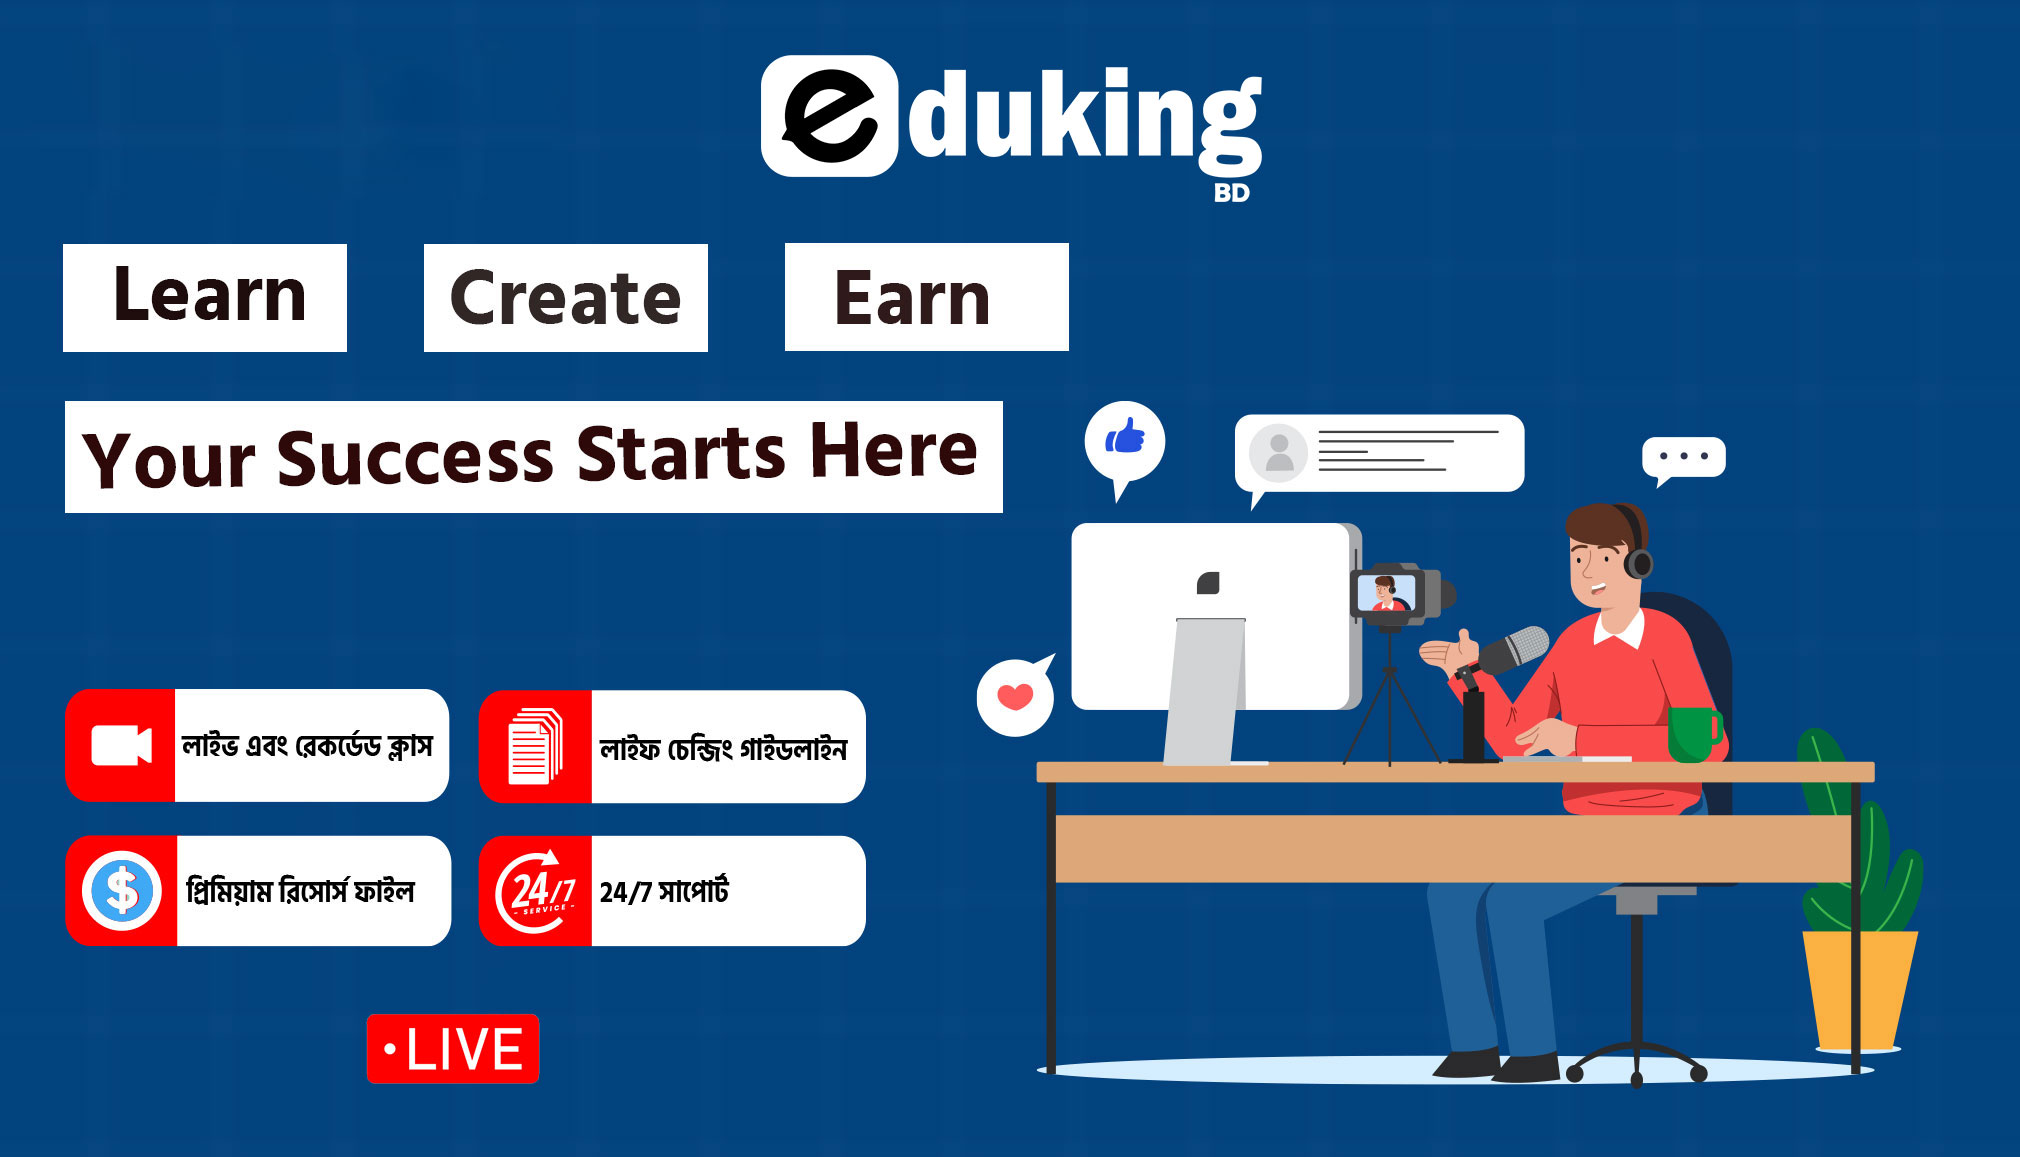 eduking
BD
Learn Create Earn
Your Success Starts Here
লাইভ এবং রেকর্ডেড ক্লাস
লাইফ চেন্জিং গাইডলাইন
প্রিমিয়াম রিসোর্স ফাইল
24/7
- SERVICE -
24/7 সাপোর্ট
• LIVE